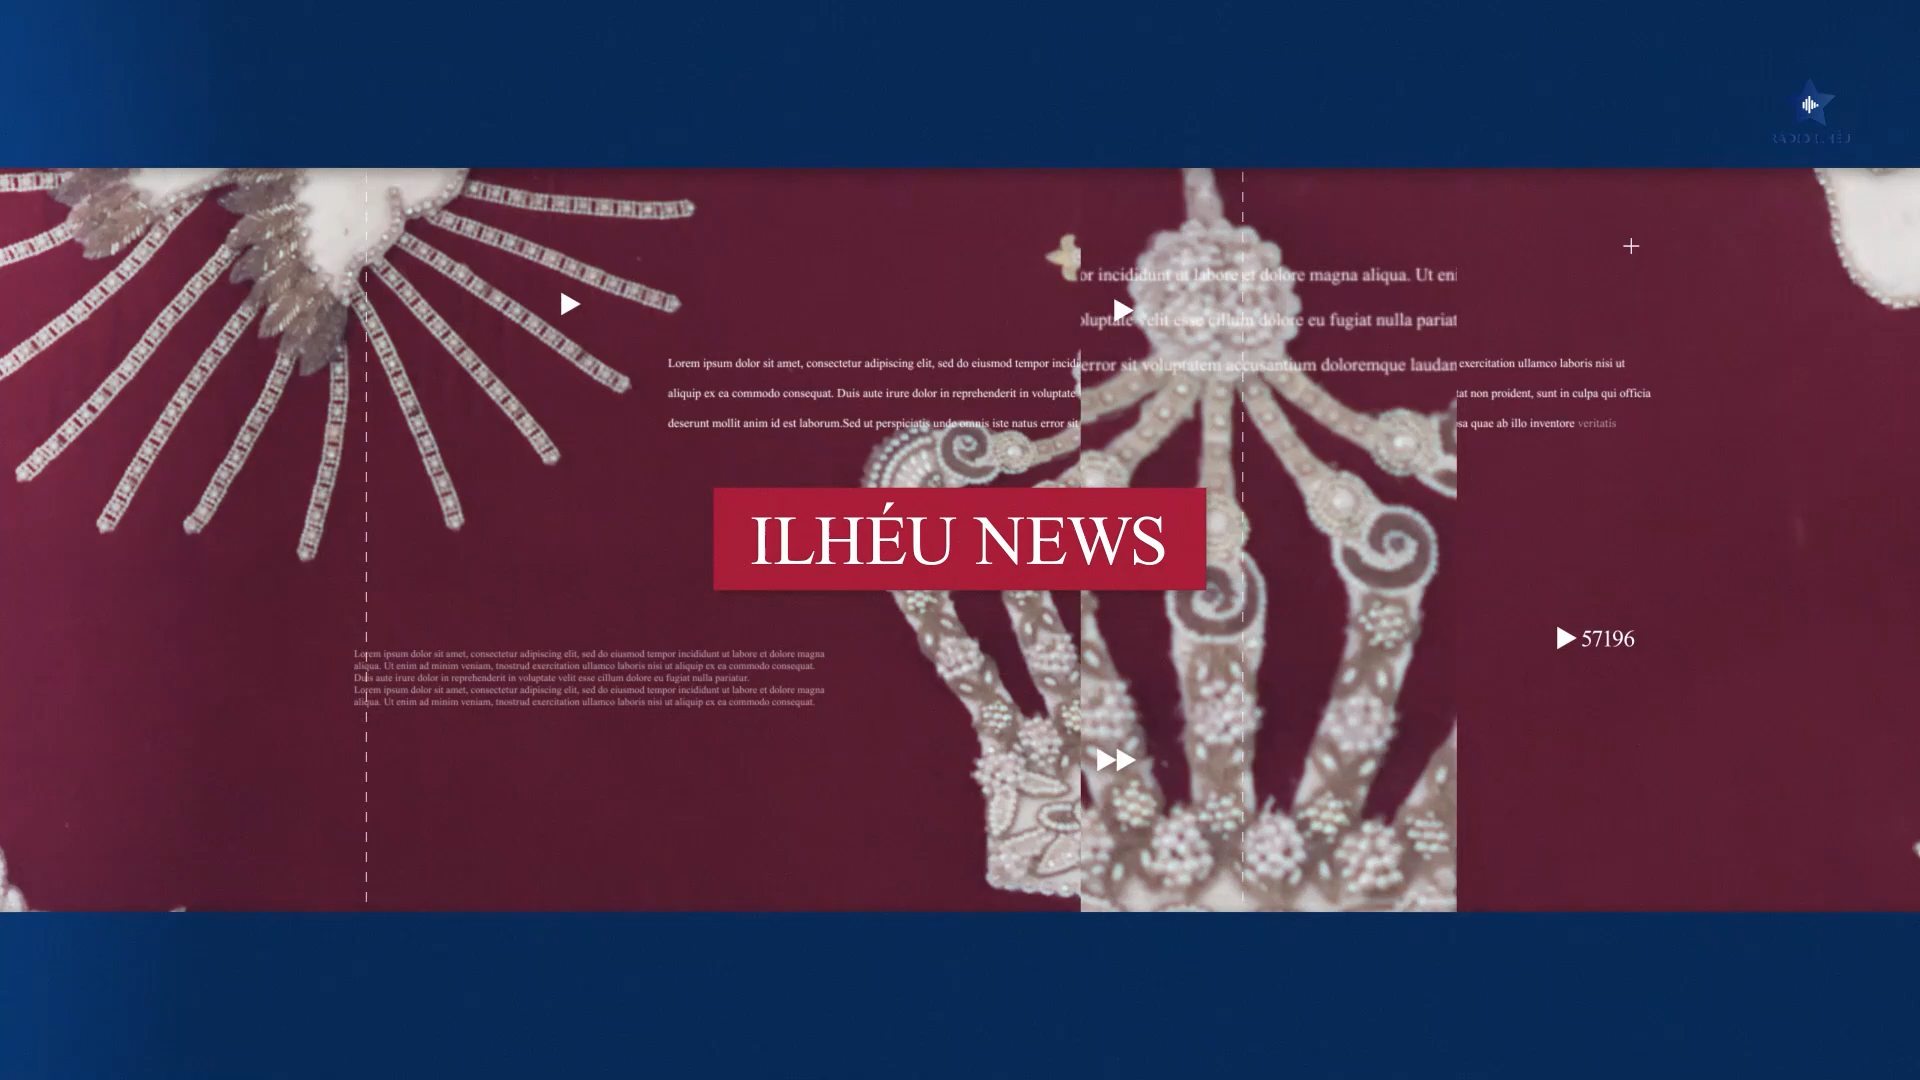 RÁDIO ILHÉU
or incididunt ut labore et dolore magna aliqua. Ut eni
oluptate velit esse cillum dolore eu fugiat nulla pariat
error sit voluptatem accusantium doloremque laudan
Lorem ipsum dolor sit amet, consectetur adipiscing elit, sed do eiusmod tempor incidi exercitation ullamco laboris nisi ut
aliquip ex ea commodo consequat. Duis aute irure dolor in reprehenderit in voluptate tat non proident, sunt in culpa qui officia
deserunt mollit anim id est laborum.Sed ut perspiciatis unde omnis iste natus error sit sa quae ab illo inventore veritatis
ILHÉU NEWS
57196
Lorem ipsum dolor sit amet, consectetur adipiscing elit, sed do eiusmod tempor incididunt ut labore et dolore magna
aliqua. Ut enim ad minim veniam, tnostrud exercitation ullamco laboris nisi ut aliquip ex ea commodo consequat.
Duis aute irure dolor in reprehenderit in voluptate velit esse cillum dolore eu fugiat nulla pariatur.
Lorem ipsum dolor sit amet, consectetur adipiscing elit, sed do eiusmod tempor incididunt ut labore et dolore magna
aliqua. Ut enim ad minim veniam, tnostrud exercitation ullamco laboris nisi ut aliquip ex ea commodo consequat.